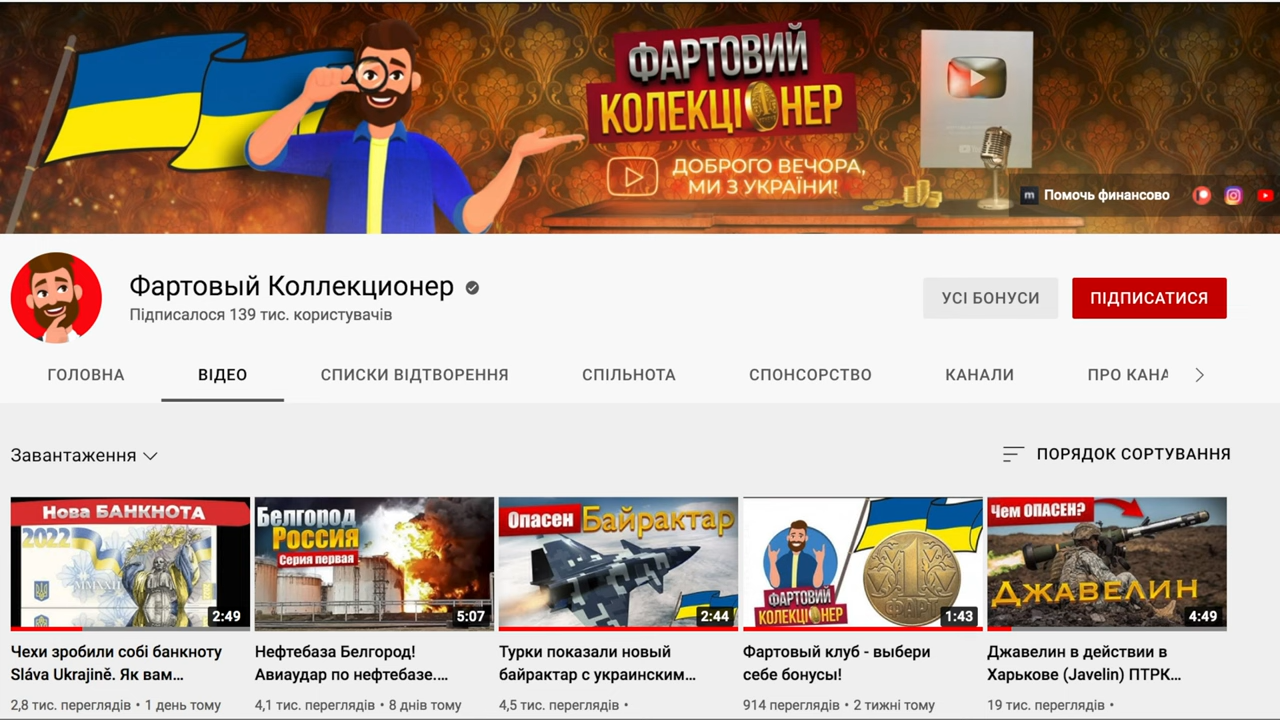 ФАРТОВИЙ
КОЛЕКЦІОНЕР
ДОБРОГО ВЕЧОРА,
МИ З УКРАЇНИ!
m Помочь финансово
Фартовый Коллекционер
Підписалося 139 тис. користувачів
УСІ БОНУСИ
ПІДПИСАТИСЯ
ГОЛОВНА ВІДЕО СПИСКИ ВІДТВОРЕННЯ СПІЛЬНОТА СПОНСОРСТВО КАНАЛИ ПРО КАНА
Завантаження
ПОРЯДОК СОРТУВАННЯ
Нова БАНКНОТА
2022
2:49
Белгород
Россия
Серия первая
5:07
Опасен Байрактар
2:44
1
ФАРТОВИЙ
КОЛЕКЦІОНЕР
1:43
Чем ОПАСЕН?
ДЖАВЕЛИН
4:49
Чехи зробили собі банкноту
Sláva Ukrajině. Як вам...
2,8 тис. переглядів • 1 день тому
Нефтебаза Белгород!
Авиаудар по нефтебазе....
4,1 тис. переглядів • 8 днів тому
Турки показали новый
байрактар с украинским...
4,5 тис. переглядів •
Фартовый клуб - выбери
себе бонусы!
914 переглядів • 2 тижні тому
Джавелин в действии в
Харькове (Javelin) ПТРК...
19 тис. переглядів •